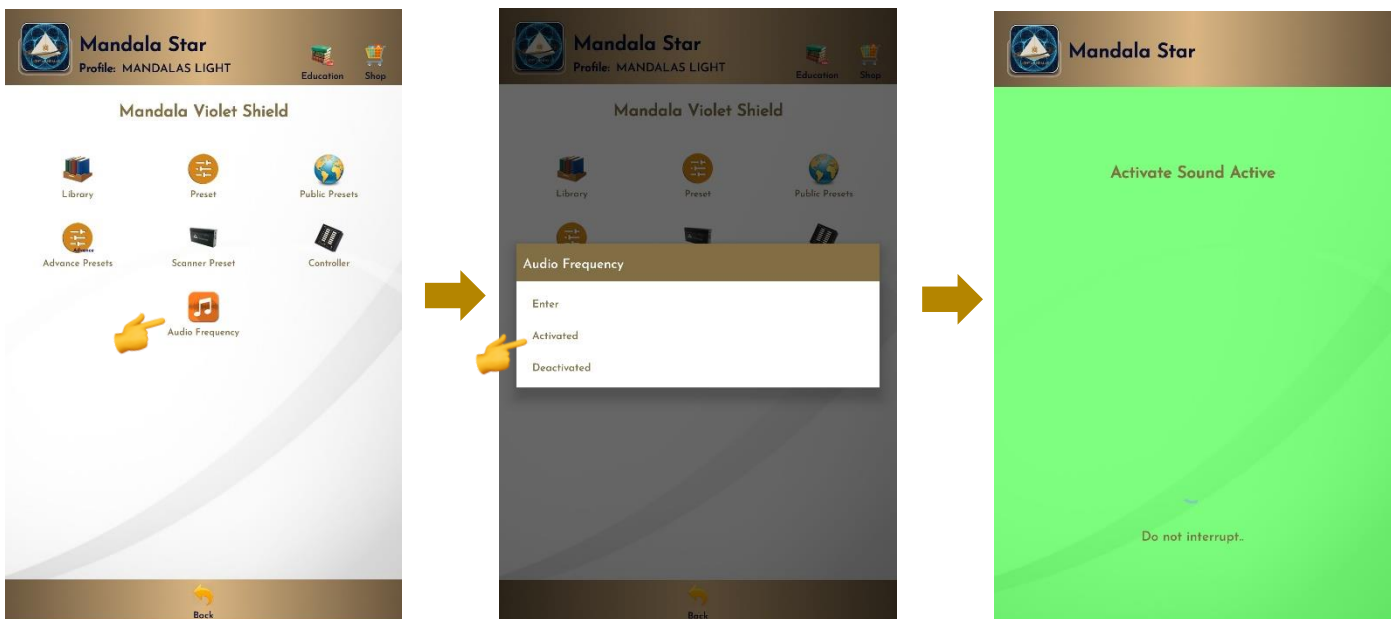 Mandala Star
Profile: MANDALAS LIGHT
Education
Shop
Mandala Violet Shield
Library
Preset
Public Presets
Advance
Advance Presets
Scanner Preset
Controller
Audio Frequency
Back
Mandala Star
Profile: MANDALAS LIGHT
Education
Shop
Mandala Violet Shield
Library
Preset
Public Presets
Audio Frequency
Enter
Activated
Deactivated
Back
Mandala Star
Activate Sound Active
Do not interrupt..